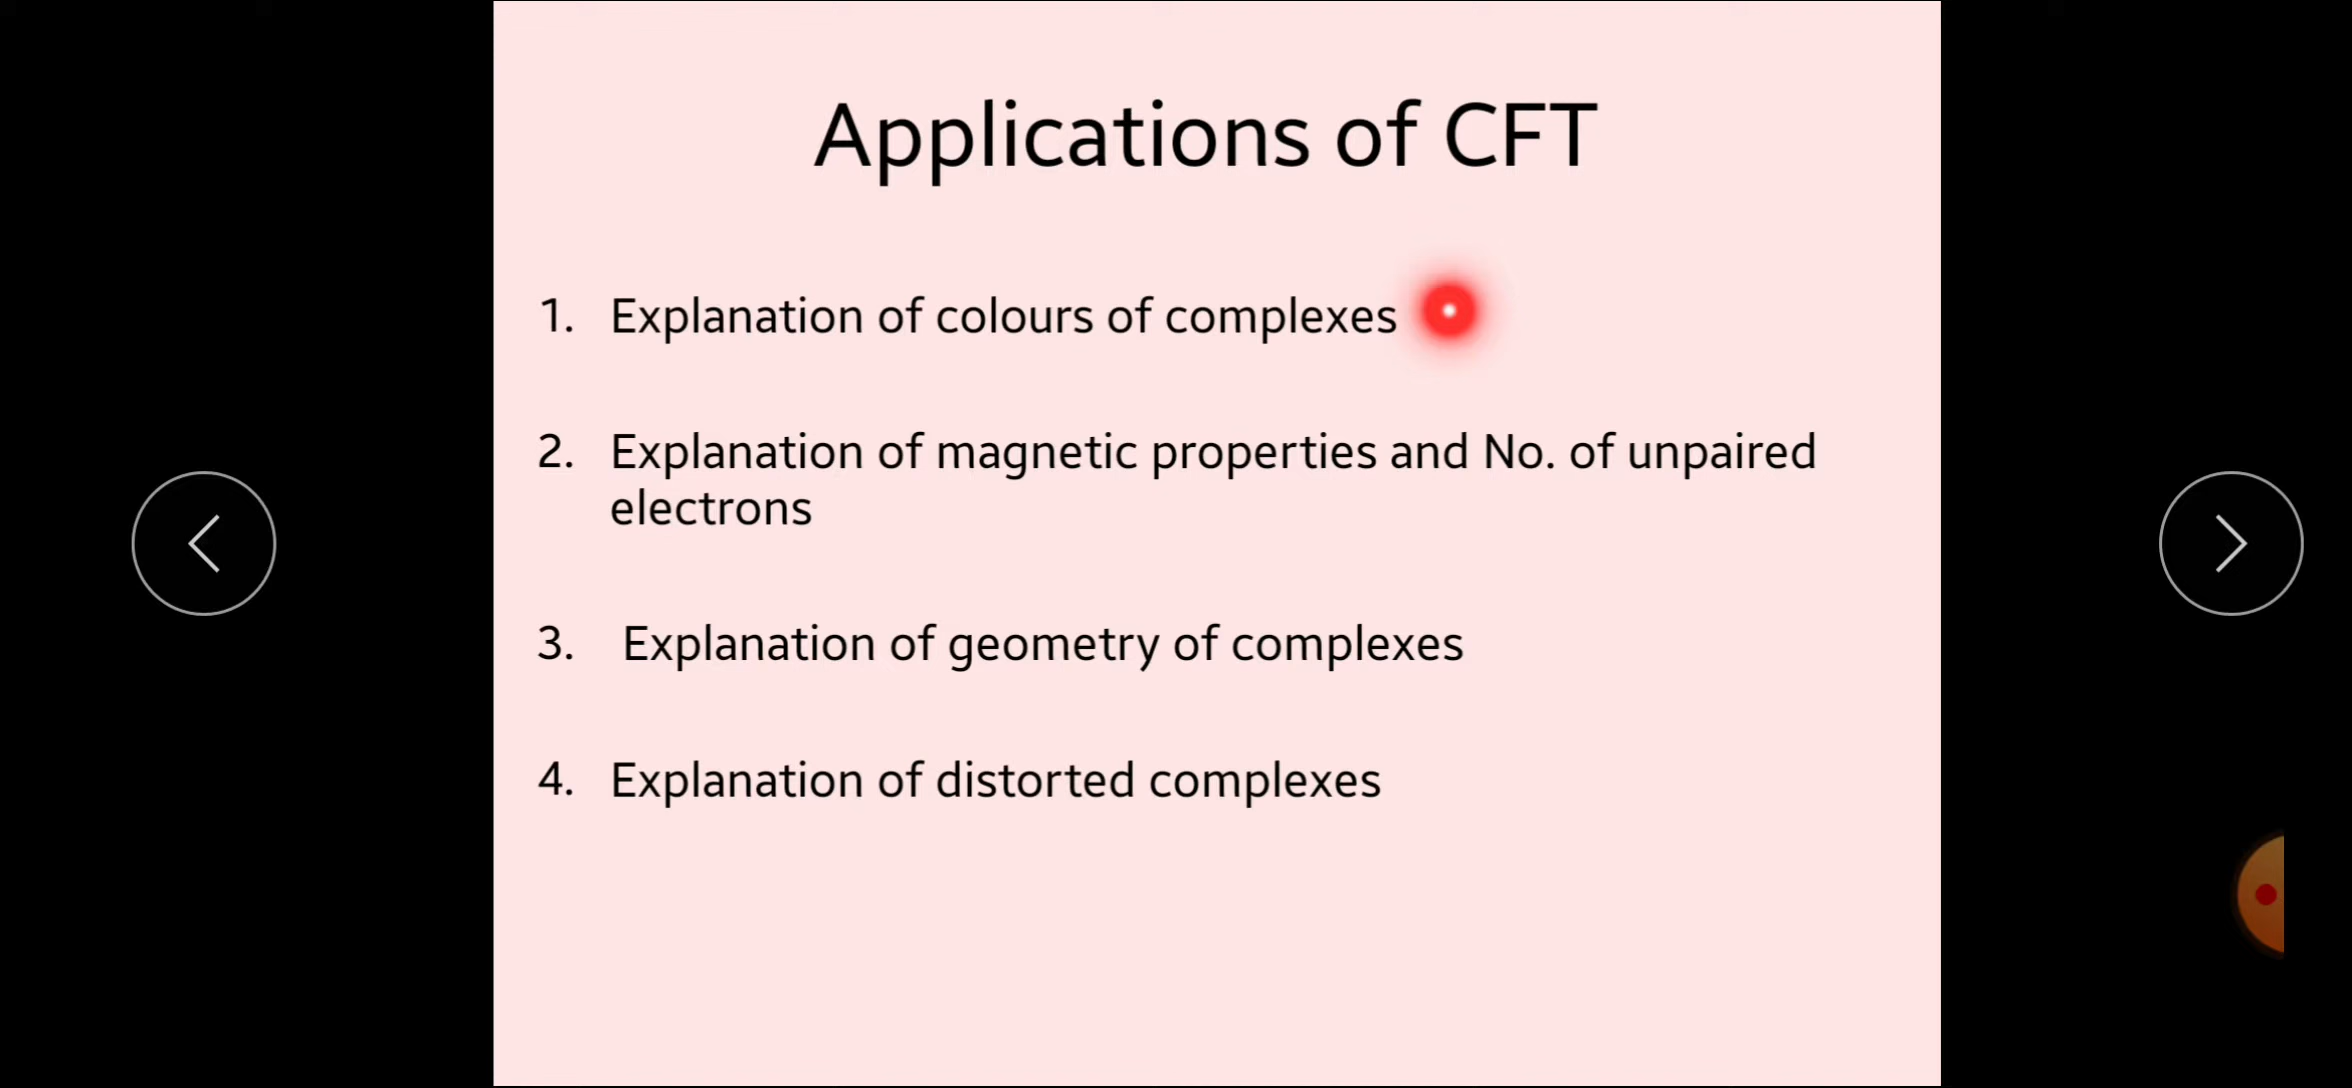 Applications of CFT
1. Explanation of colours of complexes
2. Explanation of magnetic properties and No. of unpaired
electrons
3. Explanation of geometry of complexes
4. Explanation of distorted complexes